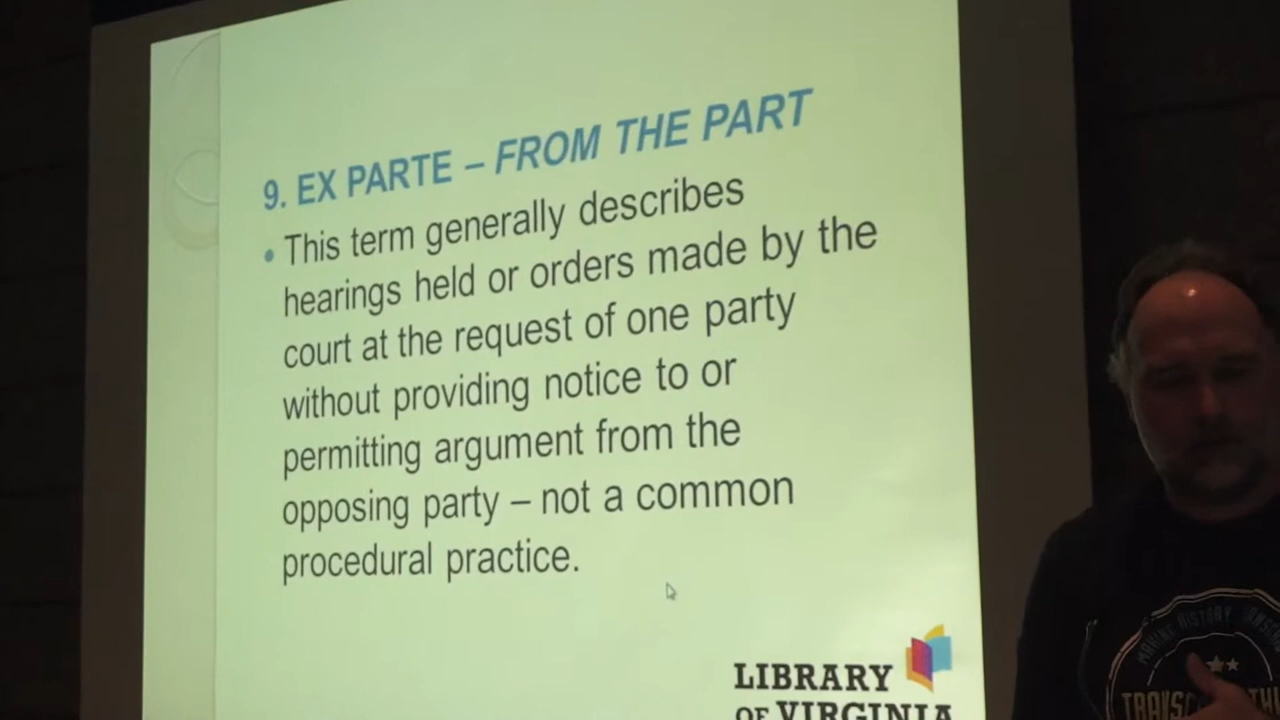 9. EX PARTE – FROM THE PART
• This term generally describes
hearings held or orders made by the
court at the request of one party
without providing notice to or
permitting argument from the
opposing party – not a common
procedural practice.
LIBRARY
OF VIRGINIA
MAKING HISTORY